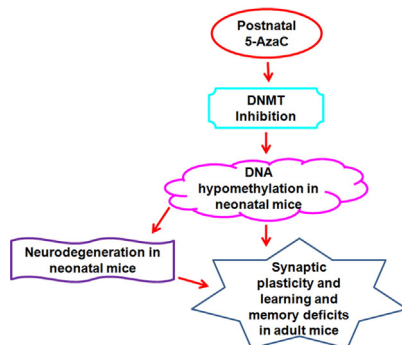 Postnatal
5-AzaC
DNMT
Inhibition
DNA
hypomethylation in
neonatal mice
Neurodegeneration in
neonatal mice
Synaptic
plasticity and
learning and
memory deficits
in adult mice